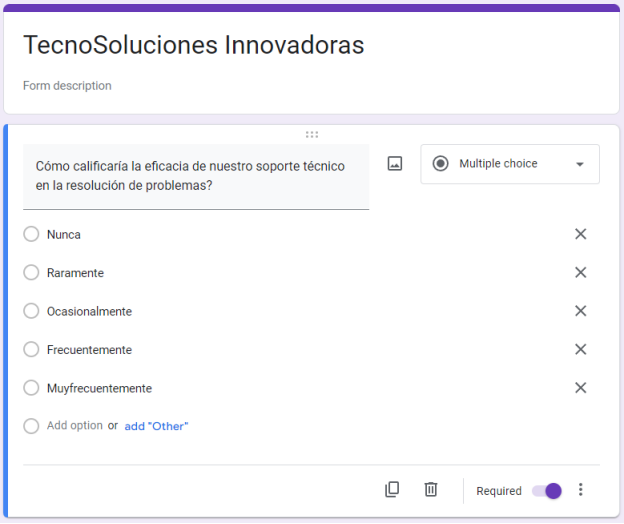 TecnoSoluciones Innovadoras
Form description
Cómo calificaría la eficacia de nuestro soporte técnico
en la resolución de problemas?
Multiple choice
Nunca
Raramente
Ocasionalmente
Frecuentemente
Muyfrecuentemente
Add option or add "Other"
Required